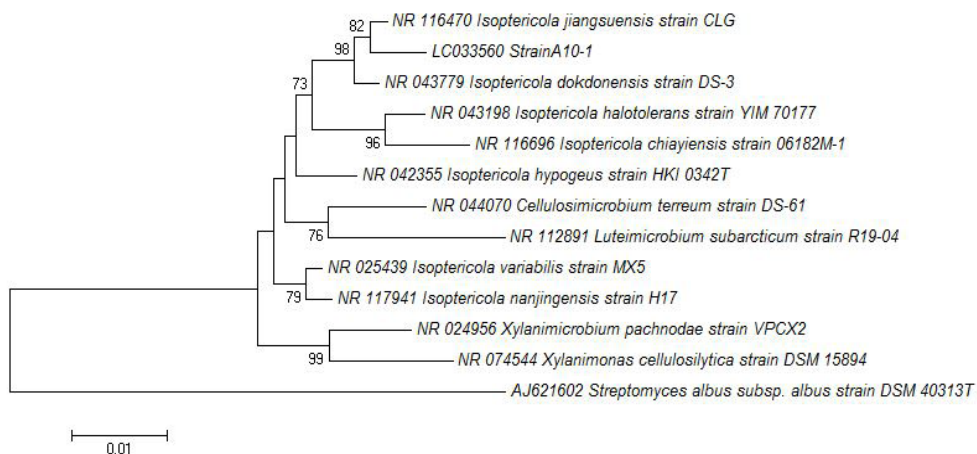 NR 116470 Isoptericola jiangsuensis strain CLG
82
LC033560 StrainA10-1
98
NR 043779 Isoptericola dokdonensis strain DS-3
73
NR 043198 Isoptericola halotolerans strain YIM 70177
96
NR 116696 Isoptericola chiayiensis strain 06182M-1
NR 042355 Isoptericola hypogeus strain HKI 0342T
NR 044070 Cellulosimicrobium terreum strain DS-61
76
NR 112891 Luteimicrobium subarcticum strain R19-04
NR 025439 Isoptericola variabilis strain MX5
79
NR 117941 Isoptericola nanjingensis strain H17
NR 024956 Xylanimicrobium pachnodae strain VPCX2
99
NR 074544 Xylanimonas cellulosilytica strain DSM 15894
AJ621602 Streptomyces albus subsp. albus strain DSM 40313T
0.01